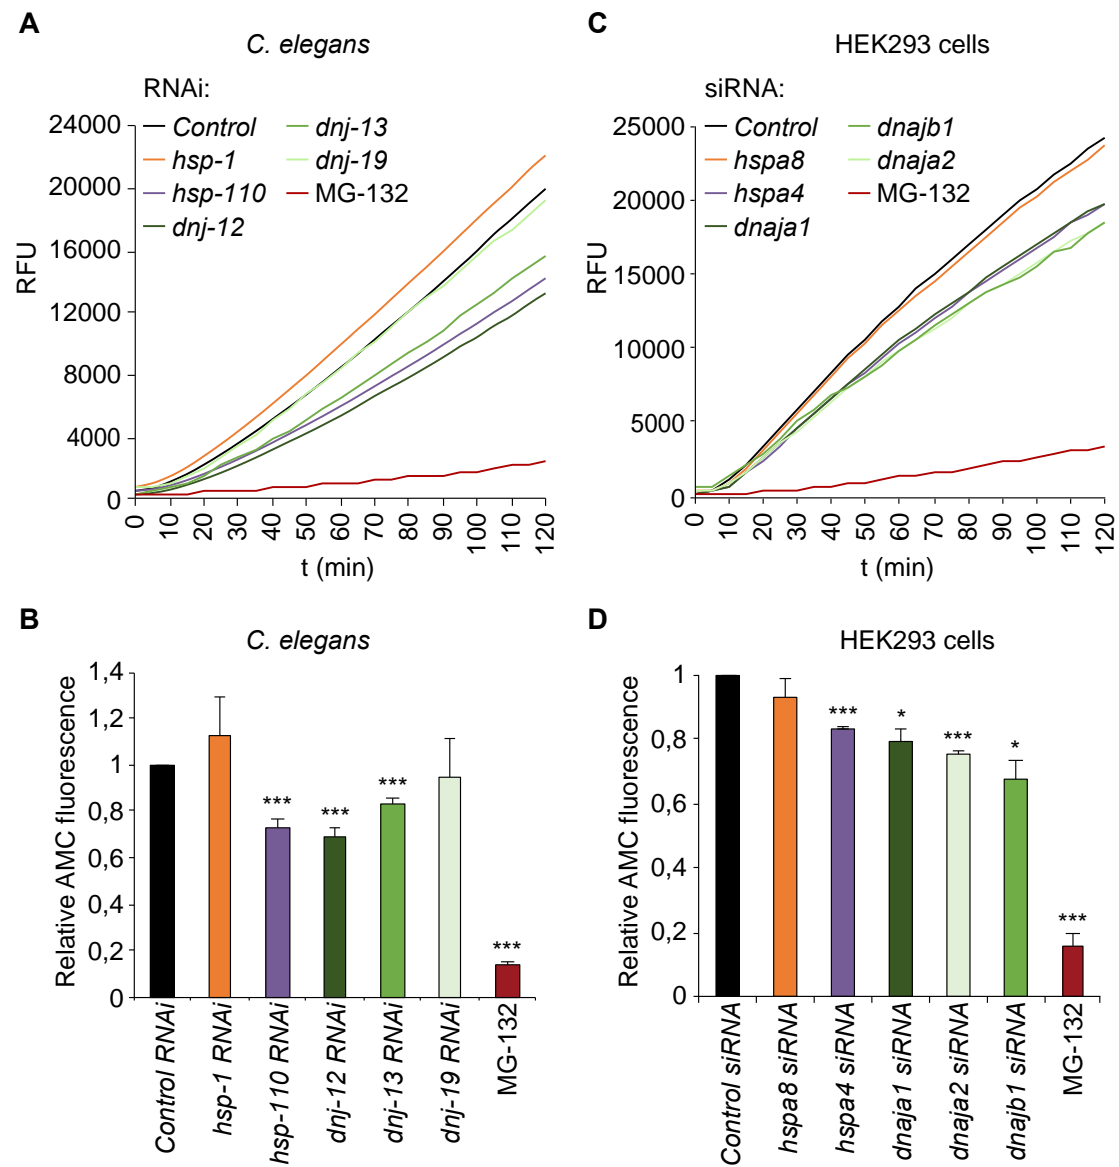 A
C. elegans
RNAi:
Control
hsp-1
hsp-110
dnj-12
dnj-13
dnj-19
MG-132
RFU
24000
20000
16000
12000
8000
4000
0
0 10 20 30 40 50 60 70 80 90 100 110 120
t (min)
C
HEK293 cells
siRNA:
Control
hspa8
hspa4
dnaja1
dnajb1
dnaja2
MG-132
RFU
25000
20000
15000
10000
5000
0
0 10 20 30 40 50 60 70 80 90 100 110 120
t (min)
B
C. elegans
Relative AMC fluorescence
1,4
1,2
1
0,8
0,6
0,4
0,2
0
***
***
***
***
Control RNAi
hsp-1 RNAi
hsp-110 RNAi
dnj-12 RNAi
dnj-13 RNAi
dnj-19 RNAi
MG-132
D
HEK293 cells
Relative AMC fluorescence
1
0,8
0,6
0,4
0,2
0
***
*
***
*
***
Control siRNA
hspa8 siRNA
hspa4 siRNA
dnaja1 siRNA
dnaja2 siRNA
dnajb1 siRNA
MG-132